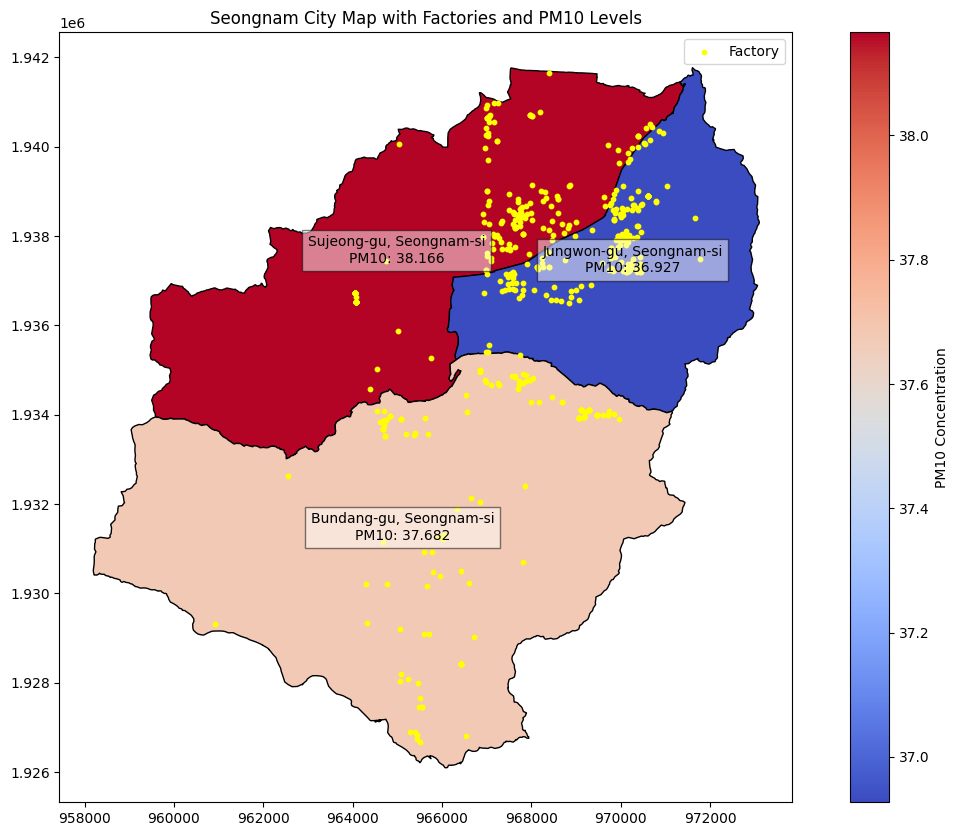 Seongnam City Map with Factories and PM10 Levels
1e6
Factory
1.942
1.940
1.938
1.936
1.934
1.932
1.930
1.928
1.926
Sujeong-gu, Seongnam-si
PM10: 38.166
Jungwon-gu, Seongnam-si
PM10: 36.927
Bundang-gu, Seongnam-si
PM10: 37.682
958000 960000 962000 964000 966000 968000 970000 972000
38.0
37.8
37.6
37.4
37.2
37.0
PM10 Concentration